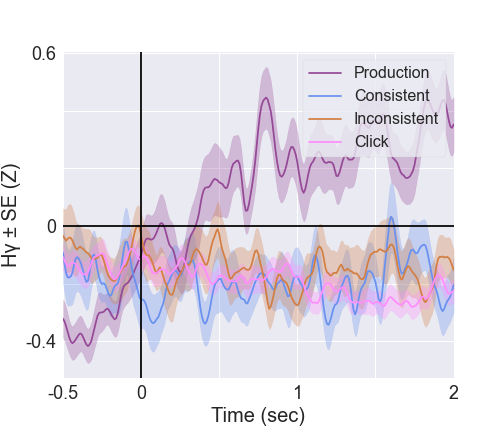 0.6
Production
Consistent
Inconsistent
Click
Hγ ± SE (Z)
0
-0.4
-0.5
0
1
2
Time (sec)